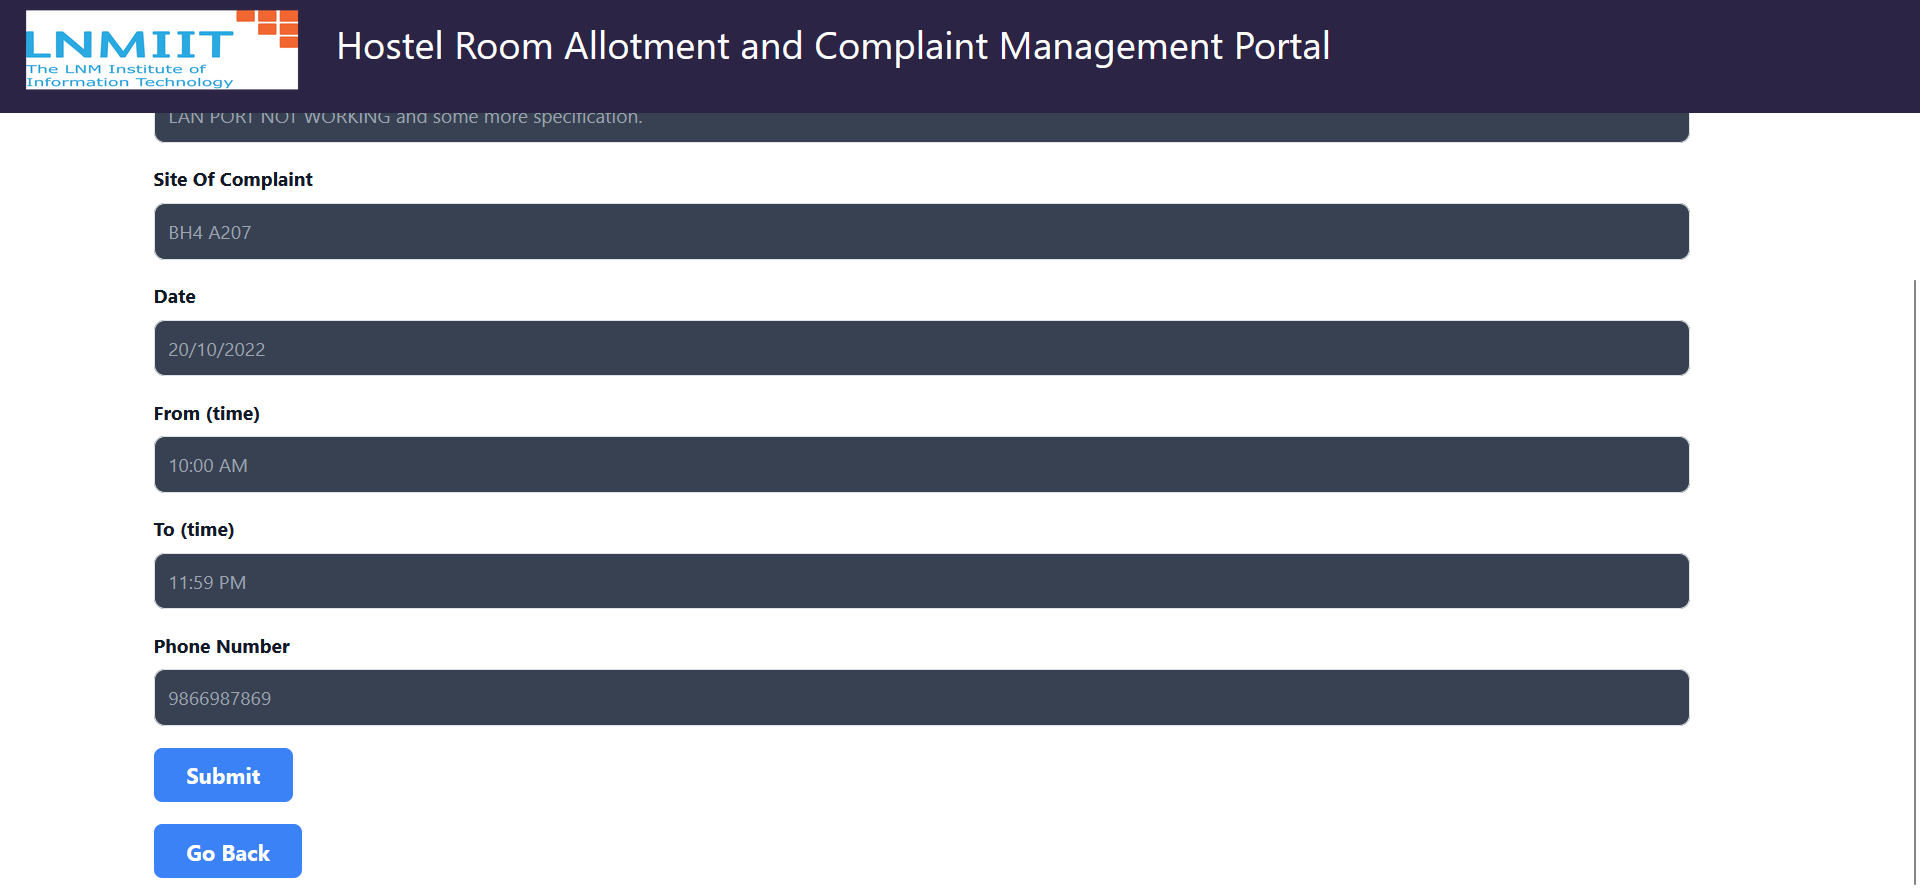 LNMIIT
The LNM Institute of
Information Technology
Hostel Room Allotment and Complaint Management Portal
LAN PORT NOT WORKING and some more specification.
Site Of Complaint
BH4 A207
Date
20/10/2022
From (time)
10:00 AM
To (time)
11:59 PM
Phone Number
9866987869
Submit
Go Back